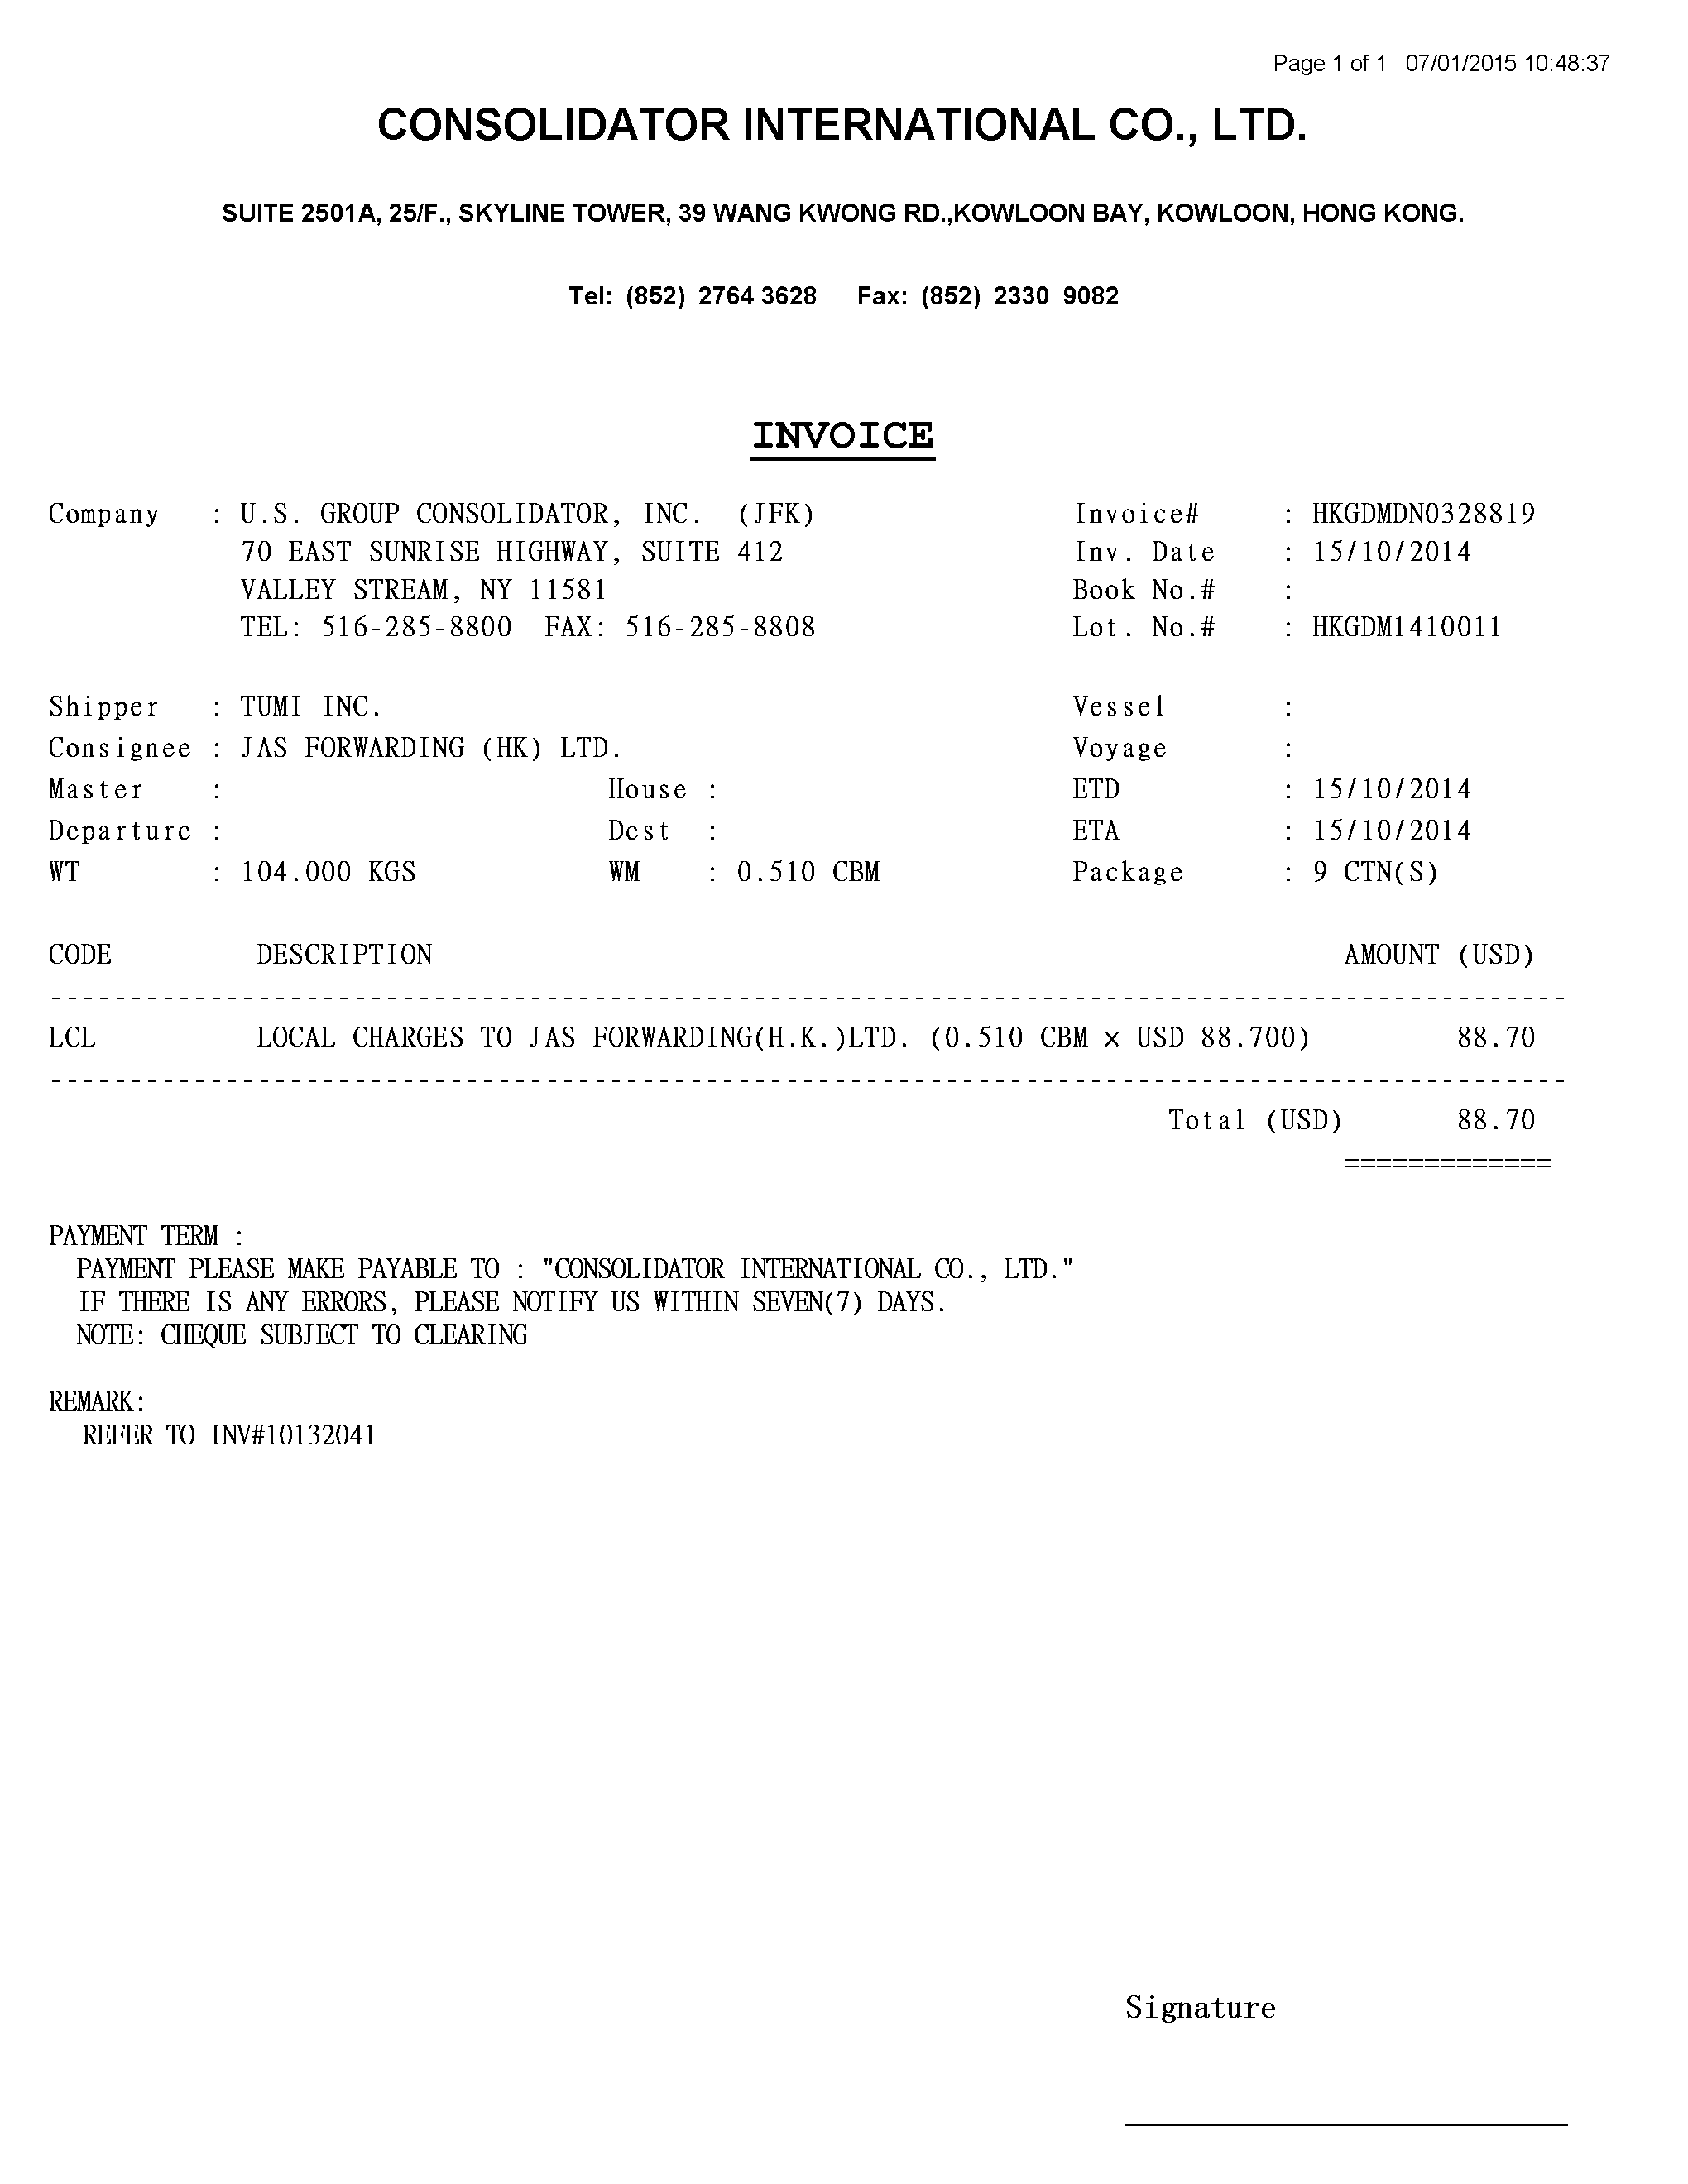 Page 1 of 1 07/01/2015 10:48:37
CONSOLIDATOR INTERNATIONAL CO., LTD.
SUITE 2501A, 25/F., SKYLINE TOWER, 39 WANG KWONG RD.,KOWLOON BAY, KOWLOON, HONG KONG.
Tel: (852) 2764 3628 Fax: (852) 2330 9082
INVOICE
Company : U.S. GROUP CONSOLIDATOR, INC. (JFK) Invoice# : HKGDMDN0328819
70 EAST SUNRISE HIGHWAY, SUITE 412 Inv. Date : 15/10/2014
VALLEY STREAM, NY 11581 Book No.# :
TEL: 516-285-8800 FAX: 516-285-8808 Lot. No.# : HKGDM1410011
Shipper : TUMI INC. Vessel :
Consignee : JAS FORWARDING (HK) LTD. Voyage :
Master : House : ETD : 15/10/2014
Departure : Dest : ETA : 15/10/2014
WT : 104.000 KGS WM : 0.510 CBM Package : 9 CTN(S)
CODE DESCRIPTION AMOUNT (USD)
LCL LOCAL CHARGES TO JAS FORWARDING(H.K.)LTD. (0.510 CBM × USD 88.700) 88.70
Total (USD) 88.70
=============
PAYMENT TERM :
PAYMENT PLEASE MAKE PAYABLE TO : "CONSOLIDATOR INTERNATIONAL CO., LTD."
IF THERE IS ANY ERRORS, PLEASE NOTIFY US WITHIN SEVEN(7) DAYS.
NOTE: CHEQUE SUBJECT TO CLEARING
REMARK:
REFER TO INV#10132041
Signature